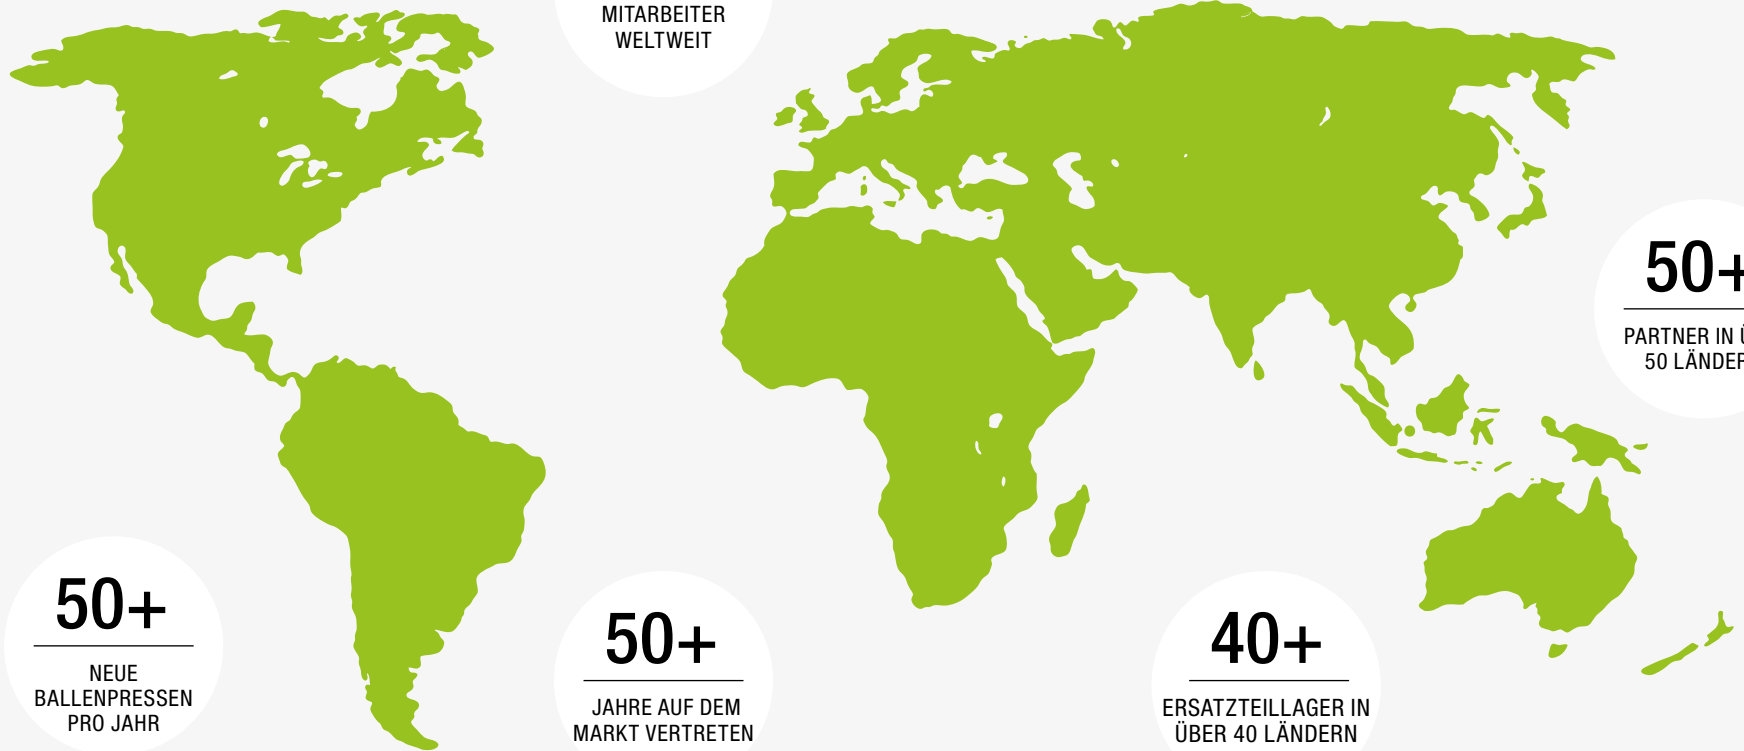 MITARBEITER
WELTWEIT
50+
PARTNER IN
50
50+
NEUE
BALLENPRESSEN
PRO JAHR
50+
JAHRE AUF DEM
MARKT VERTRETEN
40+
ERSATZTEILLAGER IN
ÜBER 40 LÄNDERN